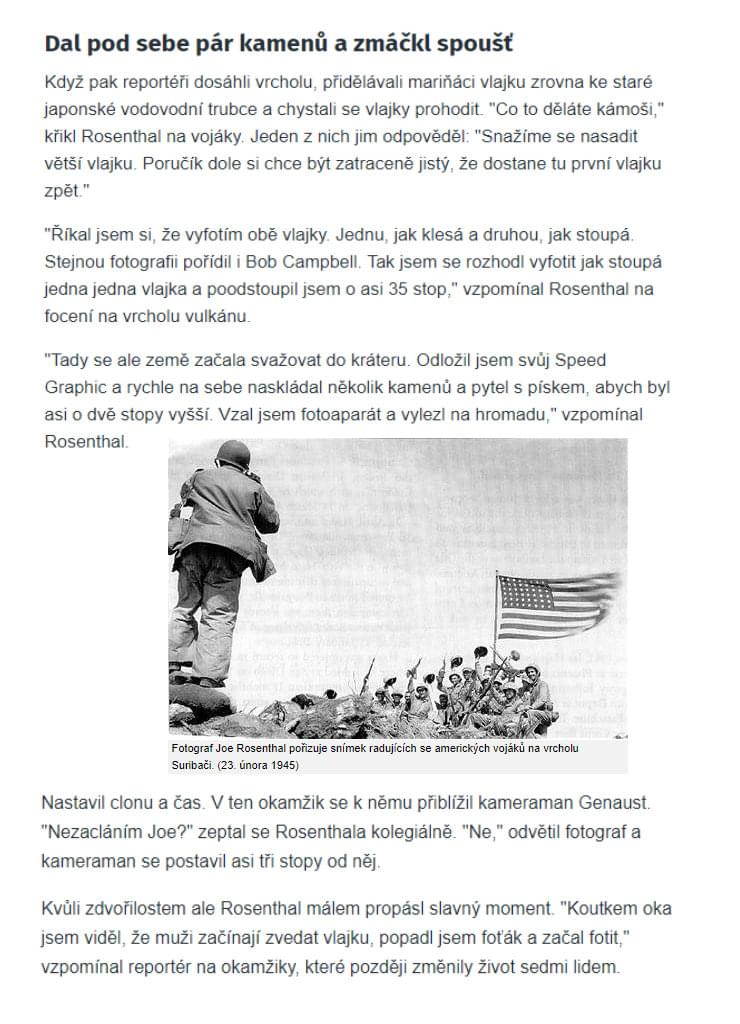 Dal pod sebe pár kamenů a zmáčkl spoušť
Když pak reportéři dosáhli vrcholu, přidělávali mariňáci vlajku zrovna ke staré
japonské vodovodní trubce a chystali se vlajky prohodit. "Co to děláte kámoši,"
křikl Rosenthal na vojáky. Jeden z nich jim odpověděl: "Snažíme se nasadit
větší vlajku. Poručík dole si chce být zatraceně jistý, že dostane tu první vlajku
zpět."
"Říkal jsem si, že vyfotím obě vlajky. Jednu, jak klesá a druhou, jak stoupá.
Stejnou fotografii pořídil i Bob Campbell. Tak jsem se rozhodl vyfotit jak stoupá
jedna jedna vlajka a poodstoupil jsem o asi 35 stop," vzpomínal Rosenthal na
focení na vrcholu vulkánu.
"Tady se ale země začala svažovat do kráteru. Odložil jsem svůj Speed
Graphic a rychle na sebe naskládal několik kamenů a pytel s pískem, abych byl
asi o dvě stopy vyšší. Vzal jsem fotoaparát a vylezl na hromadu," vzpomínal
Rosenthal.
Fotograf Joe Rosenthal pořizuje snímek radujících se amerických vojáků na vrcholu
Suribači. (23. února 1945)
Nastavil clonu a čas. V ten okamžik se k němu přiblížil kameraman Genaust.
"Nezacláním Joe?" zeptal se Rosenthala kolegiálně. "Ne," odvětil fotograf a
kameraman se postavil asi tři stopy od něj.
Kvůli zdvořilostem ale Rosenthal málem propásl slavný moment. "Koutkem oka
jsem viděl, že muži začínají zvedat vlajku, popadl jsem foťák a začal fotit,"
vzpomínal reportér na okamžiky, které později změnily život sedmi lidem.